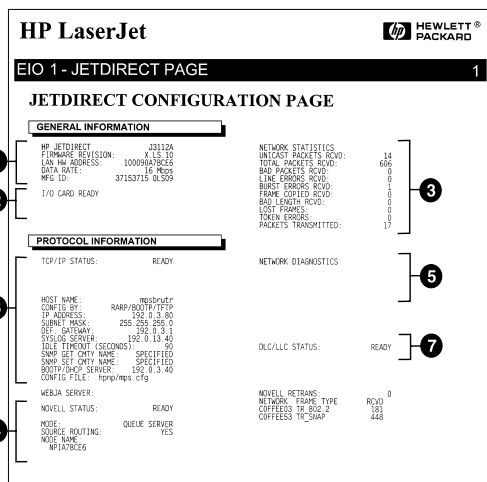 HP LaserJet
hp HEWLETT® PACKARD
EIO 1 - JETDIRECT PAGE 1
JETDIRECT CONFIGURATION PAGE
GENERAL INFORMATION
HP JETDIRECT J3112A
FIRMWARE REVISION: X.LS.10
LAN HW ADDRESS: 100090A7BCE6
DATA RATE: 16 Mbps
MFG ID: 37153715 0LS09
I/O CARD READY
NETWORK STATISTICS
UNICAST PACKETS RCVD: 14
TOTAL PACKETS RCVD: 606
BAD PACKETS RCVD: 0
LINE ERRORS RCVD: 0
BURST ERRORS RCVD: 1
FRAME COPIED RCVD: 0
BAD LENGTH RCVD: 0
LOST FRAMES: 0
TOKEN ERRORS: 0
PACKETS TRANSMITTED: 17
3
PROTOCOL INFORMATION
TCP/IP STATUS: READY
HOST NAME: mpsbrutr
CONFIG BY: RARP/BOOTP/TFTP
IP ADDRESS: 192.0.3.80
SUBNET MASK: 255.255.255.0
DEF. GATEWAY: 192.0.3.1
SYSLOG SERVER: 192.0.13.40
IDLE TIMEOUT (SECONDS): 90
SNMP GET CMTY NAME: SPECIFIED
SNMP SET CMTY NAME: SPECIFIED
BOOTP/DHCP SERVER: 192.0.3.40
CONFIG FILE: hpnp/mps.cfg
WEBJA SERVER:
NETWORK DIAGNOSTICS
5
DLC/LLC STATUS: READY
7
NOVELL STATUS: READY
MODE: QUEUE SERVER
SOURCE ROUTING: YES
NODE NAME:
NPIA7BCE6
NOVELL RETRANS: 0
NETWORK FRAME TYPE RCVD
COFFEE03 TR_802.2 181
COFFEE53 TR_SNAP 448